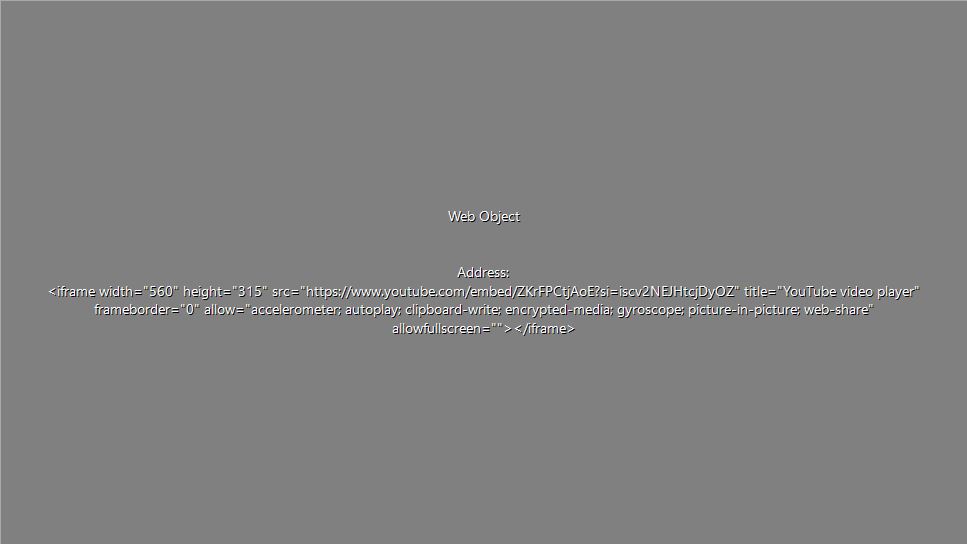 Web Object
Address:
<iframe width="560" height="315" src="https://www.youtube.com/embed/ZKrFPCtjAoE?si=iscv2NEJHtcjDyOZ" title="YouTube video player"
frameborder="0" allow="accelerometer; autoplay; clipboard-write; encrypted-media; gyroscope; picture-in-picture; web-share"
allowfullscreen=""></iframe>